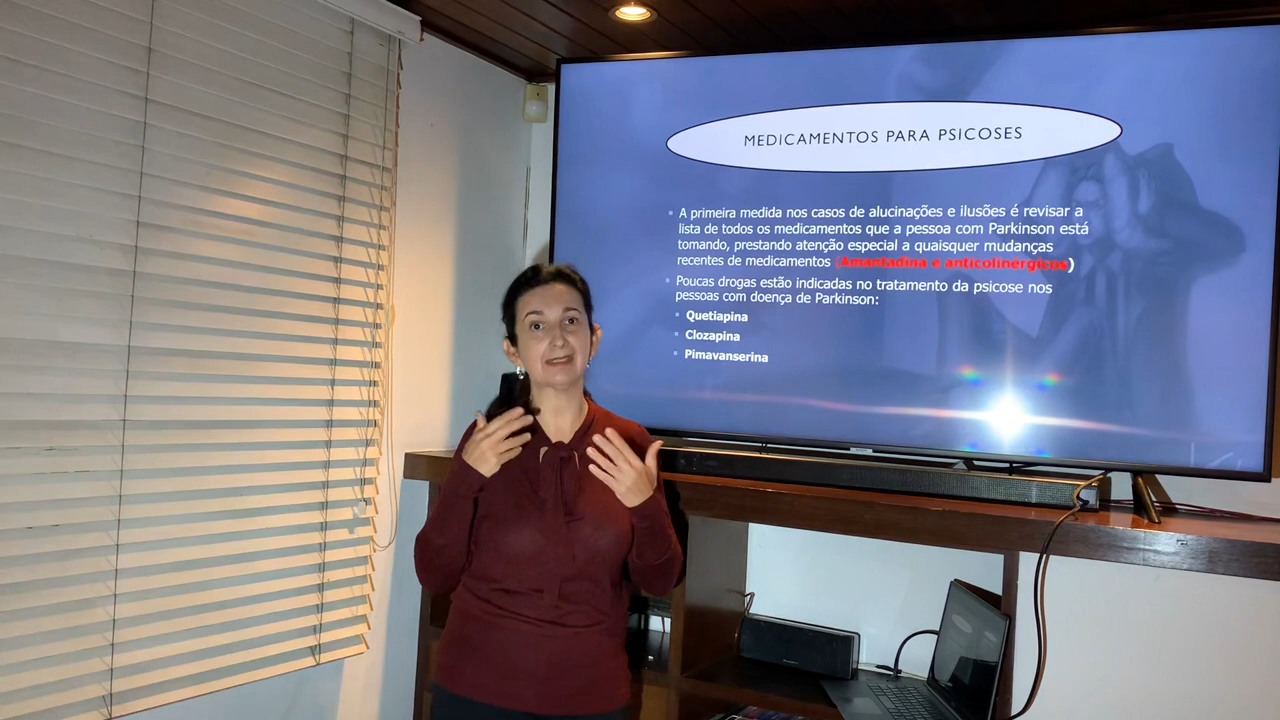 MEDICAMENTOS PARA PSICOSES
A primeira medida nos casos de alucinações e ilusões é revisar a
lista de todos os medicamentos que a pessoa com Parkinson está
tomando, prestando atenção especial a quaisquer mudanças
recentes de medicamentos (Amantadina e anticolinérgicos)
Poucas drogas estão indicadas no tratamento da psicose nos
pessoas com doença de Parkinson:
Quetiapina
Clozapina
Pimavanserina